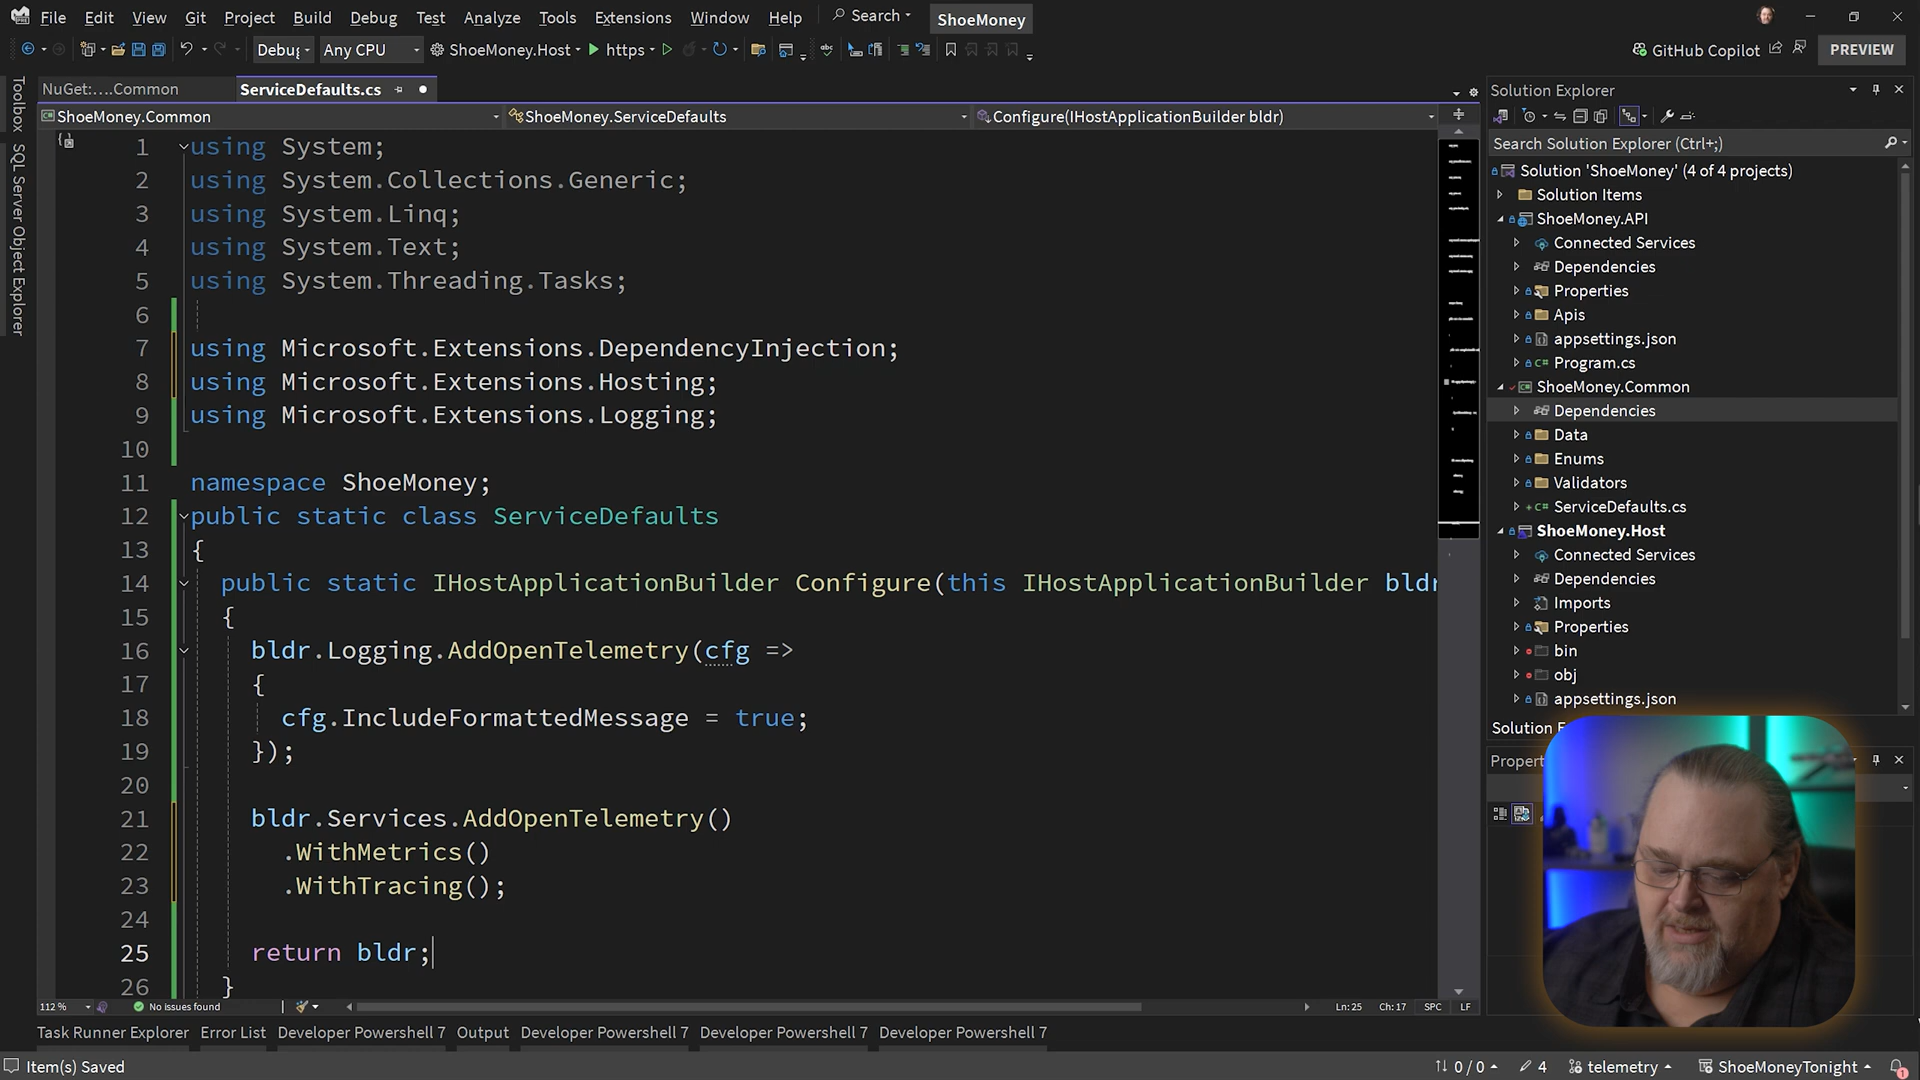 File Edit View Git Project Build Debug Test Analyze Tools Extensions Window Help Search ShoeMoney
Debug Any CPU ShoeMoney.Host https GitHub Copilot PREVIEW
Toolbox
SQL Server Object Explorer
NuGet:....Common ServiceDefaults.cs
ShoeMoney.Common ShoeMoney.ServiceDefaults Configure(IHostApplicationBuilder bldr)
1 using System;
2 using System.Collections.Generic;
3 using System.Linq;
4 using System.Text;
5 using System.Threading.Tasks;
6
7 using Microsoft.Extensions.DependencyInjection;
8 using Microsoft.Extensions.Hosting;
9 using Microsoft.Extensions.Logging;
10
11 namespace ShoeMoney;
12 public static class ServiceDefaults
13 {
14 public static IHostApplicationBuilder Configure(this IHostApplicationBuilder bldr
15 {
16 bldr.Logging.AddOpenTelemetry(cfg =>
17 {
18 cfg.IncludeFormattedMessage = true;
19 });
20
21 bldr.Services.AddOpenTelemetry()
22 .WithMetrics()
23 .WithTracing();
24
25 return bldr;
26 }
112 % No issues found Ln:25 Ch:17 SPC LF
Solution Explorer
Search Solution Explorer (Ctrl+;)
Solution 'ShoeMoney' (4 of 4 projects)
Solution Items
ShoeMoney.API
Connected Services
Dependencies
Properties
Apis
appsettings.json
Program.cs
ShoeMoney.Common
Dependencies
Data
Enums
Validators
ServiceDefaults.cs
ShoeMoney.Host
Connected Services
Dependencies
Imports
Properties
bin
obj
appsettings.json
Solution E
Propert
Task Runner Explorer Error List Developer Powershell 7 Output Developer Powershell 7 Developer Powershell 7 Developer Powershell 7
Item(s) Saved 0 / 0 4 telemetry ShoeMoneyTonight 1